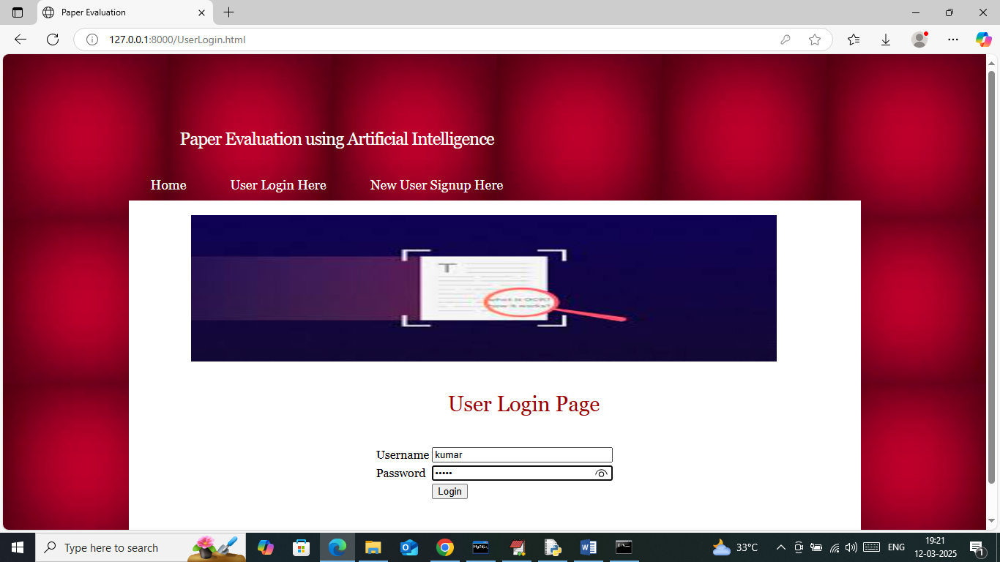 Paper Evaluation
127.0.0.1:8000/UserLogin.html
Paper Evaluation using Artificial Intelligence
Home User Login Here New User Signup Here
T
what is OCR?
how it works?
User Login Page
Username kumar
Password •••••
Login
Type here to search
MySQL
33°C
ENG
19:21
12-03-2025
1